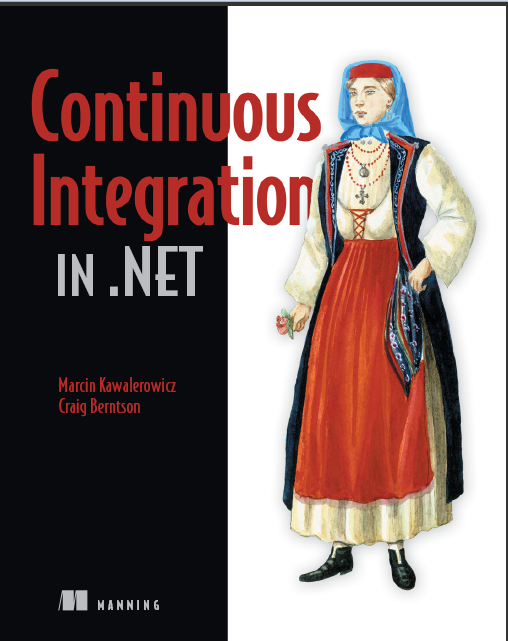 Continuous
Integration
IN .NET
Marcin Kawalerowicz
Craig Berntson
MANNING